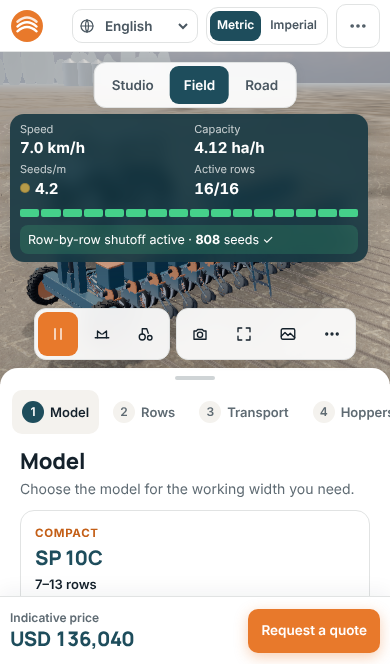 English
Metric
Imperial
Studio
Field
Road
Speed
Capacity
7.0 km/h
4.12 ha/h
Seeds/m
Active rows
4.2
16/16
Row-by-row shutoff active · 808 seeds ✓
1 Model
2 Rows
3 Transport
4 Hoppers
Model
Choose the model for the working width you need.
COMPACT
SP 10C
7–13 rows
Indicative price
USD 136,040
Request a quote